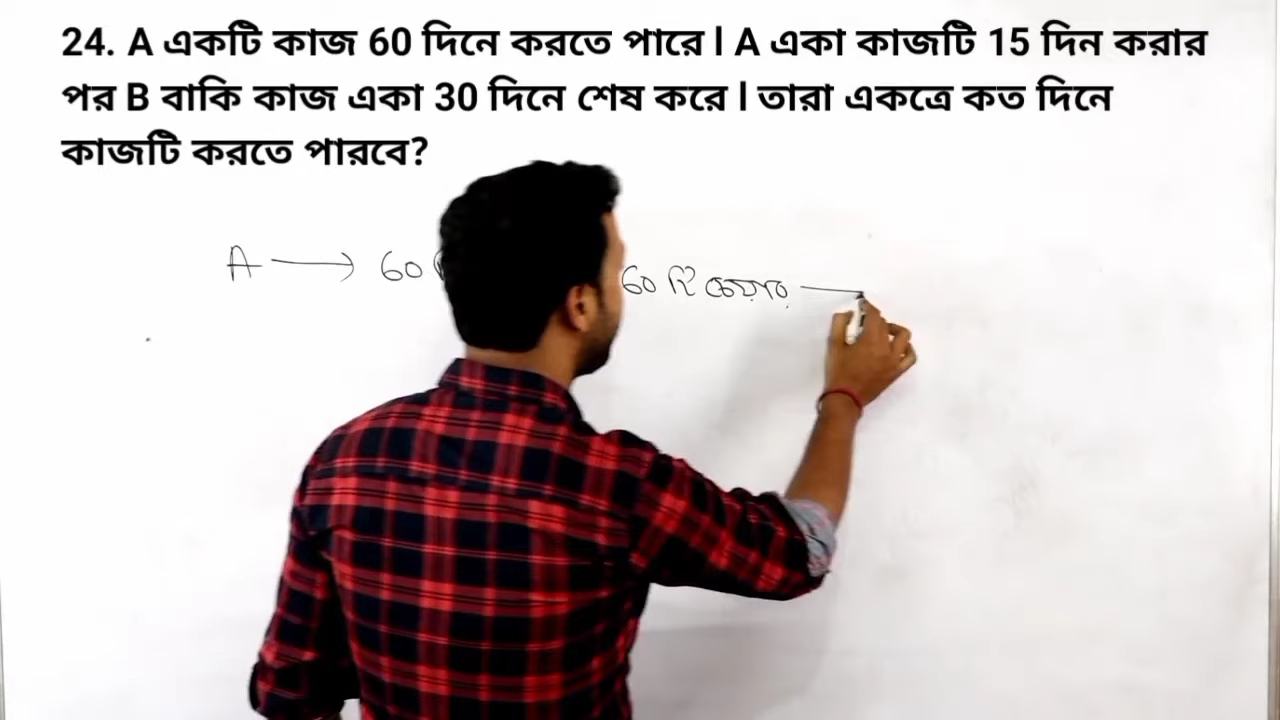 24. A একটি কাজ 60 দিনে করতে পারে l A একা কাজটি 15 দিন করার
পর B বাকি কাজ একা 30 দিনে শেষ করে l তারা একত্রে কত দিনে
কাজটি করতে পারবে?
A → 60 60